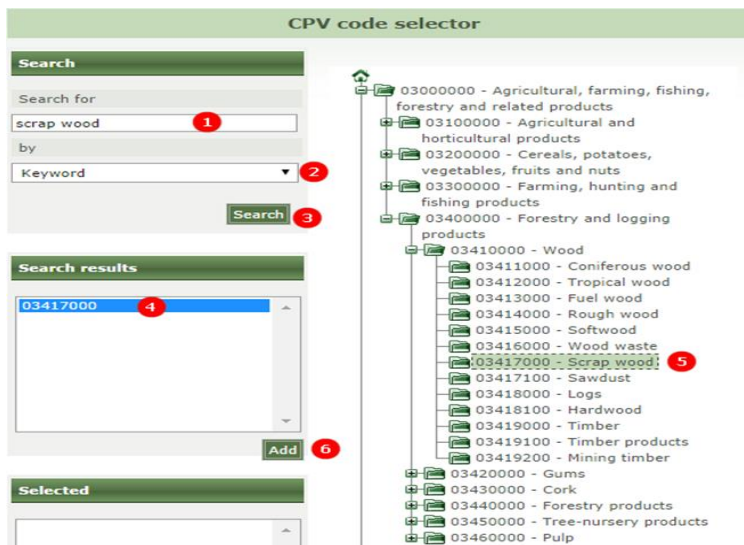 CPV code selector
Search
Search for
scrap wood 1
by
Keyword 2
Search 3
Search results
03417000 4
Add 6
Selected
03000000 - Agricultural, farming, fishing,
forestry and related products
03100000 - Agricultural and
horticultural products
03200000 - Cereals, potatoes,
vegetables, fruits and nuts
03300000 - Farming, hunting and
fishing products
03400000 - Forestry and logging
products
03410000 - Wood
03411000 - Coniferous wood
03412000 - Tropical wood
03413000 - Fuel wood
03414000 - Rough wood
03415000 - Softwood
03416000 - Wood waste
03417000 - Scrap wood 5
03417100 - Sawdust
03418000 - Logs
03418100 - Hardwood
03419000 - Timber
03419100 - Timber products
03419200 - Mining timber
03420000 - Gums
03430000 - Cork
03440000 - Forestry products
03450000 - Tree-nursery products
03460000 - Pulp